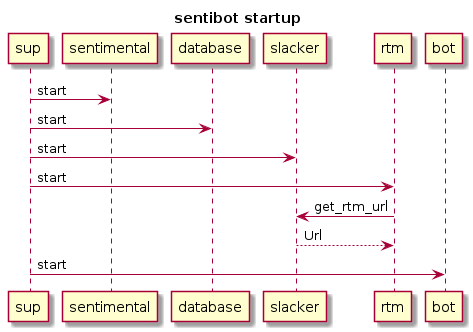 sentibot startup
sup sentimental database slacker rtm bot
start
start
start
start
get_rtm_url
Url
start
sup sentimental database slacker rtm bot